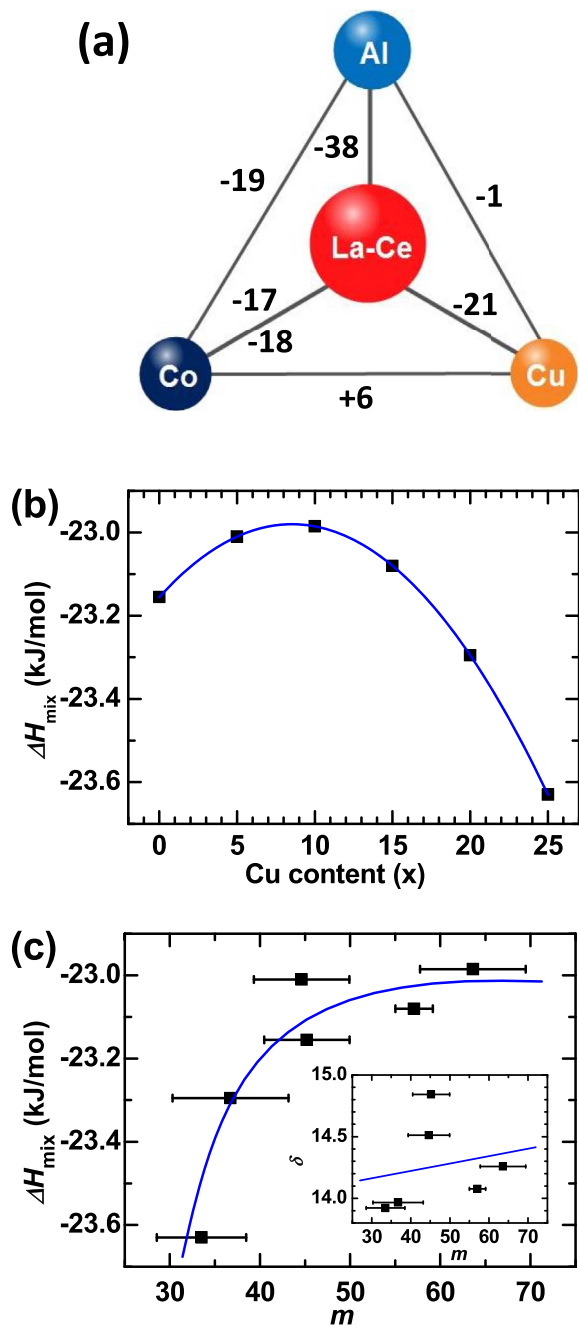 (a)
Al
-38
-19
-1
La-Ce
-17
-21
-18
Co
Cu
+6
(b)
-23.0
-23.2
-23.4
-23.6
ΔH_mix (kJ/mol)
0 5 10 15 20 25
Cu content (x)
(c)
-23.0
-23.2
-23.4
-23.6
ΔH_mix (kJ/mol)
15.0
14.5
14.0
δ
30 40 50 60 70
m
30 40 50 60 70
m